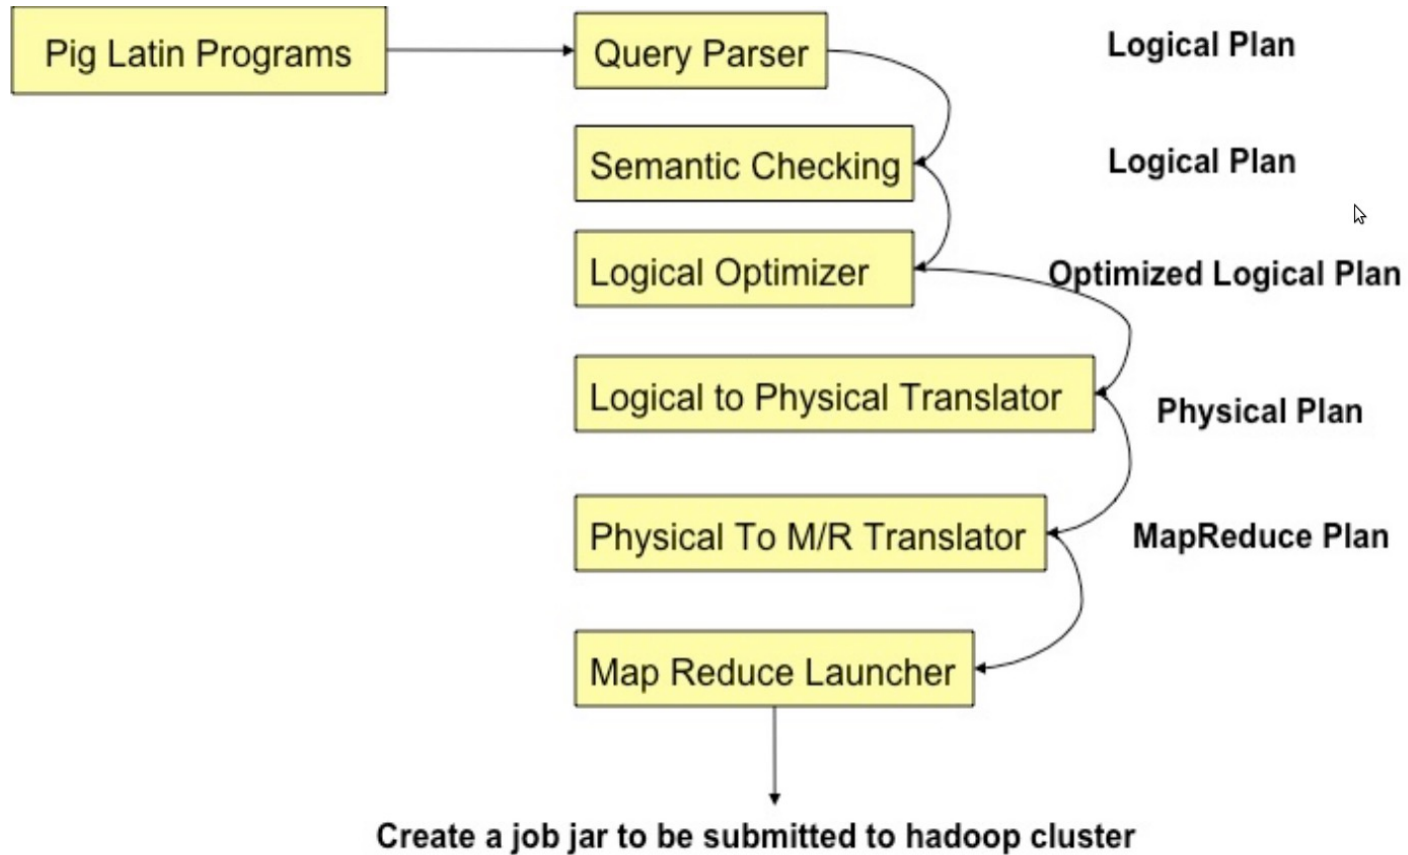 Pig Latin Programs
Query Parser
Logical Plan
Semantic Checking
Logical Plan
Logical Optimizer
Optimized Logical Plan
Logical to Physical Translator
Physical Plan
Physical To M/R Translator
MapReduce Plan
Map Reduce Launcher
Create a job jar to be submitted to hadoop cluster